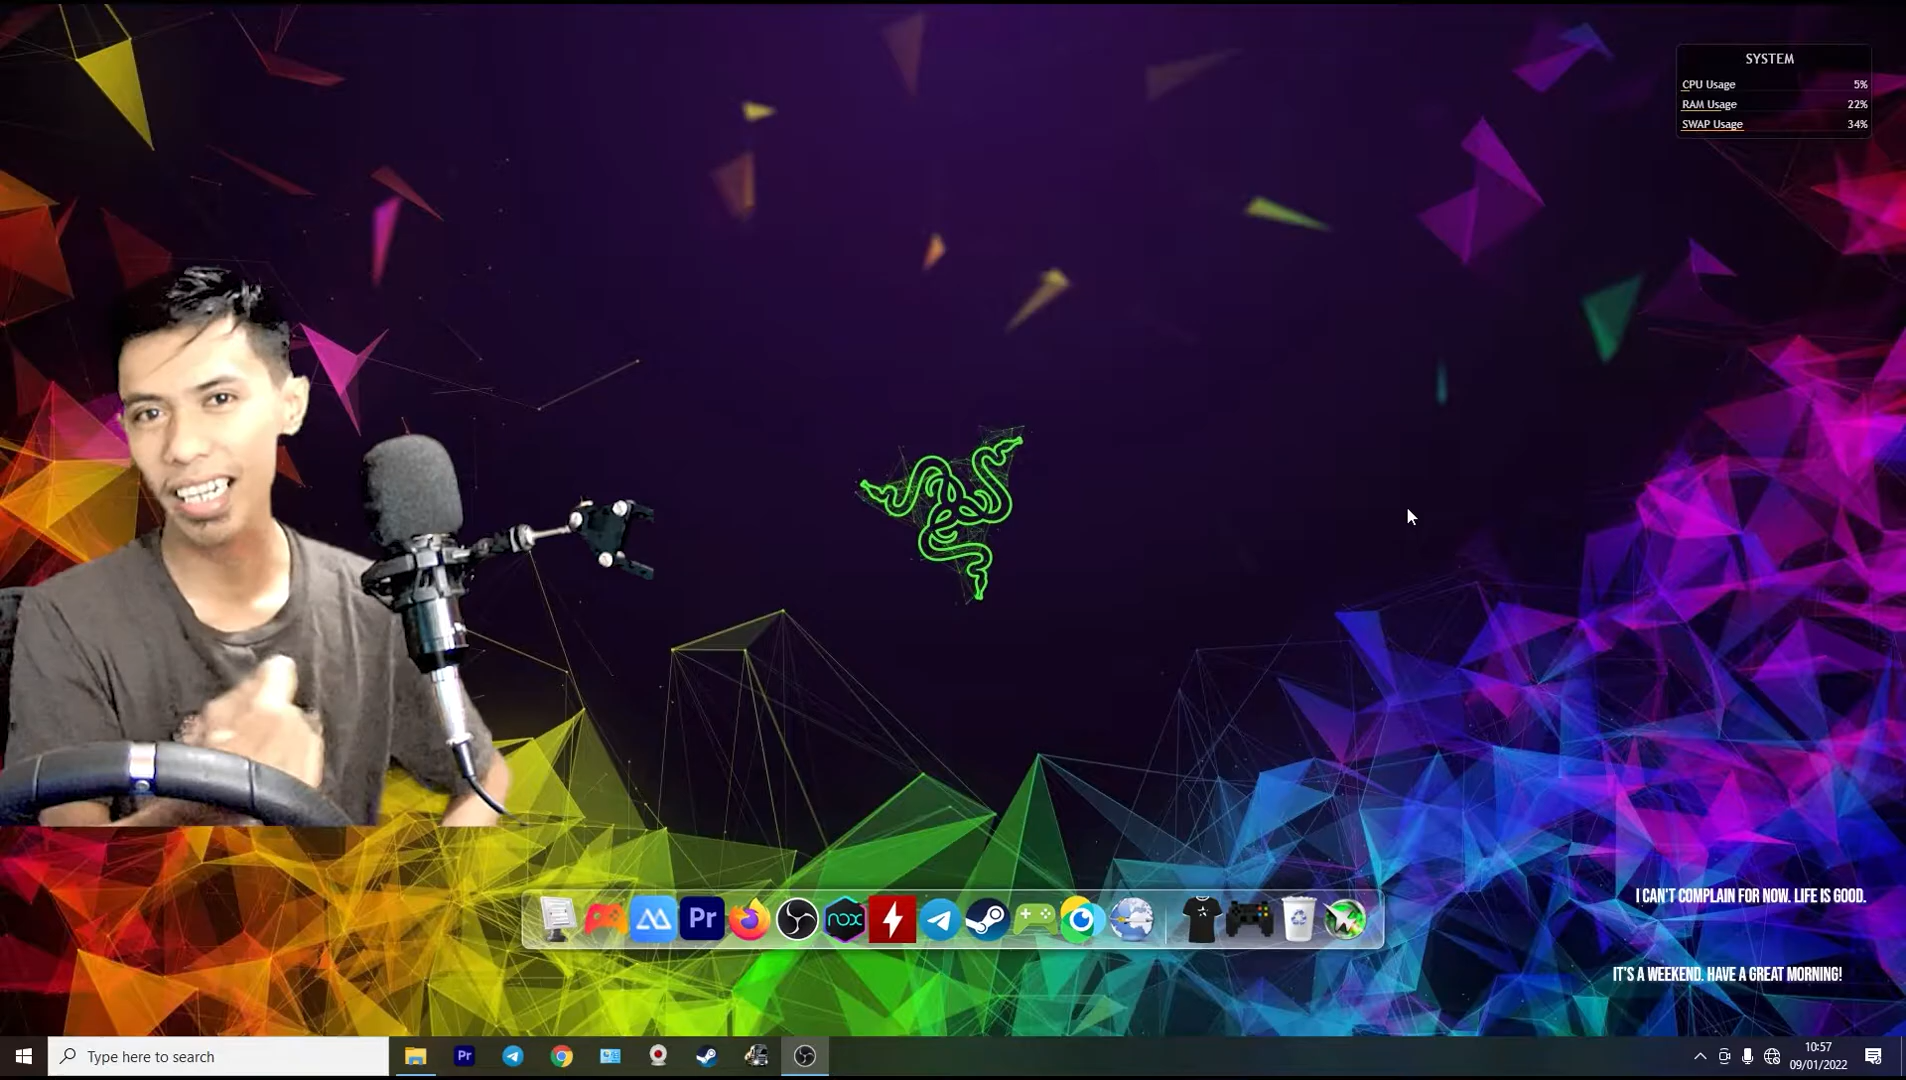 SYSTEM
CPU Usage 5%
RAM Usage 22%
SWAP Usage 34%
Pr
nox
I CAN'T COMPLAIN FOR NOW. LIFE IS GOOD.
IT'S A WEEKEND. HAVE A GREAT MORNING!
Type here to search
Pr
10:57
09/01/2022